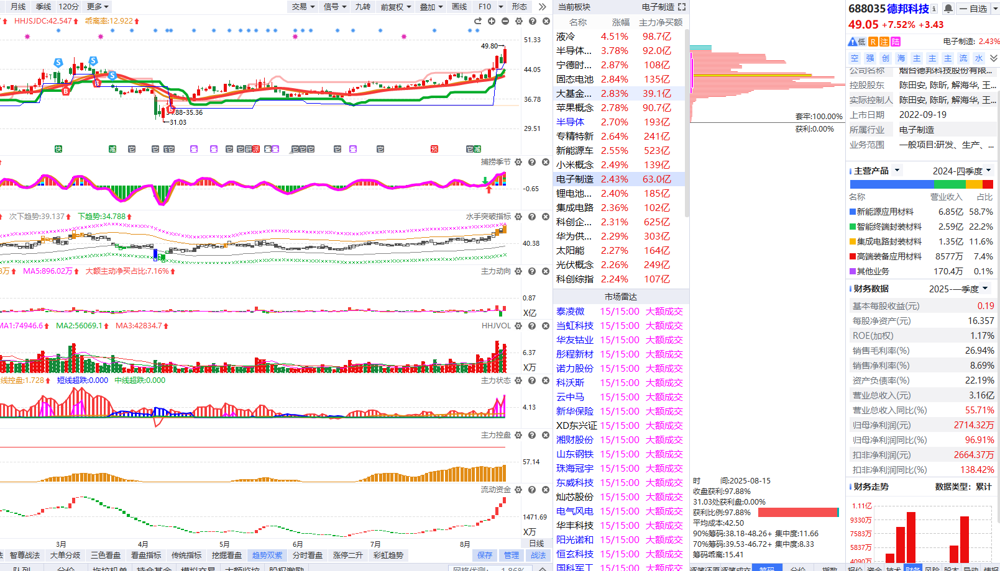 月线 季线 120分 更多 交易 信号 九转 前复权 叠加 画线 F10 形态
HHJSJDC:42.547 乖离率:12.922
49.80→
51.33
44.05
36.78
29.51
S S S
B B
88-35.36
←31.03
快 减 预 减
捕捞季节
-0.65
次下趋势:39.137 下趋势:34.788 水手突破指标
40.38
MA5:896.02万 大额主动净买占比:7.16% 主力动向
0.87
X亿
MA1:74946.6 MA2:56069.1 MA3:42834.7 HHJVOL
6.37
X万
线控盘:1.728 短线超跌:0.000 中线超跌:0.000 主力状态
4.13
主力控盘
57.14
流动资金
1471.69
X万
3月 4月 5月 6月 7月 8月 日线
智尊战法 大单分歧 三色看盘 看盘指标 传统指标 挖掘看盘 趋势双紫 分时看盘 涨停二升 彩虹趋势 保存 管理 战法
当前板块 电子制造
名称 涨幅 主力净买额
液冷 4.51% 98.7亿
半导体... 3.78% 92.0亿
宁德时... 2.87% 108亿
固态电池 2.84% 135亿
大基金... 2.83% 39.1亿
苹果概念 2.78% 90.7亿
半导体 2.70% 193亿
专精特新 2.64% 241亿
新能源车 2.55% 523亿
小米概念 2.49% 139亿
电子制造 2.43% 63.0亿
锂电池... 2.40% 185亿
集成电路 2.36% 102亿
科创企... 2.31% 625亿
华为供... 2.29% 303亿
太阳能 2.27% 164亿
光伏概念 2.26% 249亿
科创综指 2.24% 107亿
市场雷达
泰凌微 15/15:00 大额成交
当虹科技 15/15:00 大额成交
华友钴业 15/15:00 大额成交
彤程新材 15/15:00 大额成交
诺力股份 15/15:00 大额成交
科沃斯 15/15:00 大额成交
云中马 15/15:00 大额成交
新华保险 15/15:00 大额成交
XD东兴证 15/15:00 大额成交
湘财股份 15/15:00 大额成交
山东钢铁 15/15:00 大额成交
珠海冠宇 15/15:00 大额成交
东威科技 15/15:00 大额成交
灿芯股份 15/15:00 大额成交
电气风电 15/15:00 大额成交
华丰科技 15/15:00 大额成交
阳光诺和 15/15:00 大额成交
恒玄科技 15/15:00 大额成交
国科军工 15/15:00 大额成交
套牢:100.00%
获利:0.00%
时 间:2025-08-15
收盘获利:97.88%
31.03处获利盘:0.00%
获利比例:97.88%
平均成本:42.50
90%筹码:38.18-48.26+ 集中度:11.66
70%筹码:39.53-46.72+ 集中度:8.33
筹码乖离:15.41
688035德邦科技 自选
49.05 +7.52% +3.43
低 R 注 陆 电子制造: 2.43%
空 强 创 海 主 主 主 流 水
公司名称 烟台德邦科技股份有限...
控股股东 陈田安, 陈昕, 解海华, 王...
实际控制人 陈田安, 陈昕, 解海华, 王...
上市日期 2022-09-19
所属行业 电子制造
业务范围 一般项目:研发、生产、...
主营产品 2024-四季度
名称 营业收入 占比
新能源应用材料 6.85亿 58.7%
智能终端封装材料 2.59亿 22.2%
集成电路封装材料 1.35亿 11.6%
高端装备应用材料 8577万 7.4%
其他业务 170.4万 0.1%
财务数据 2025-一季度
基本每股收益(元) 0.19
每股净资产(元) 16.357
ROE(加权) 1.17%
销售毛利率(%) 26.94%
销售净利率(%) 8.69%
资产负债率(%) 22.19%
营业总收入(元) 3.16亿
营业总收入同比(%) 55.71%
归母净利润(元) 2714.32万
归母净利润同比(%) 96.91%
扣非净利润(元) 2664.37万
扣非净利润同比(%) 138.42%
财务走势 数据类型：累计
1.11亿
9330万
7583万
5837万
4090万